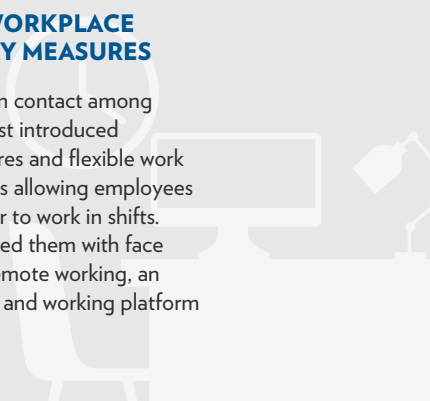 WORKPLACE
Y MEASURES
n contact among
st introduced
res and flexible work
s allowing employees
r to work in shifts.
ed them with face
emote working, an
and working platform